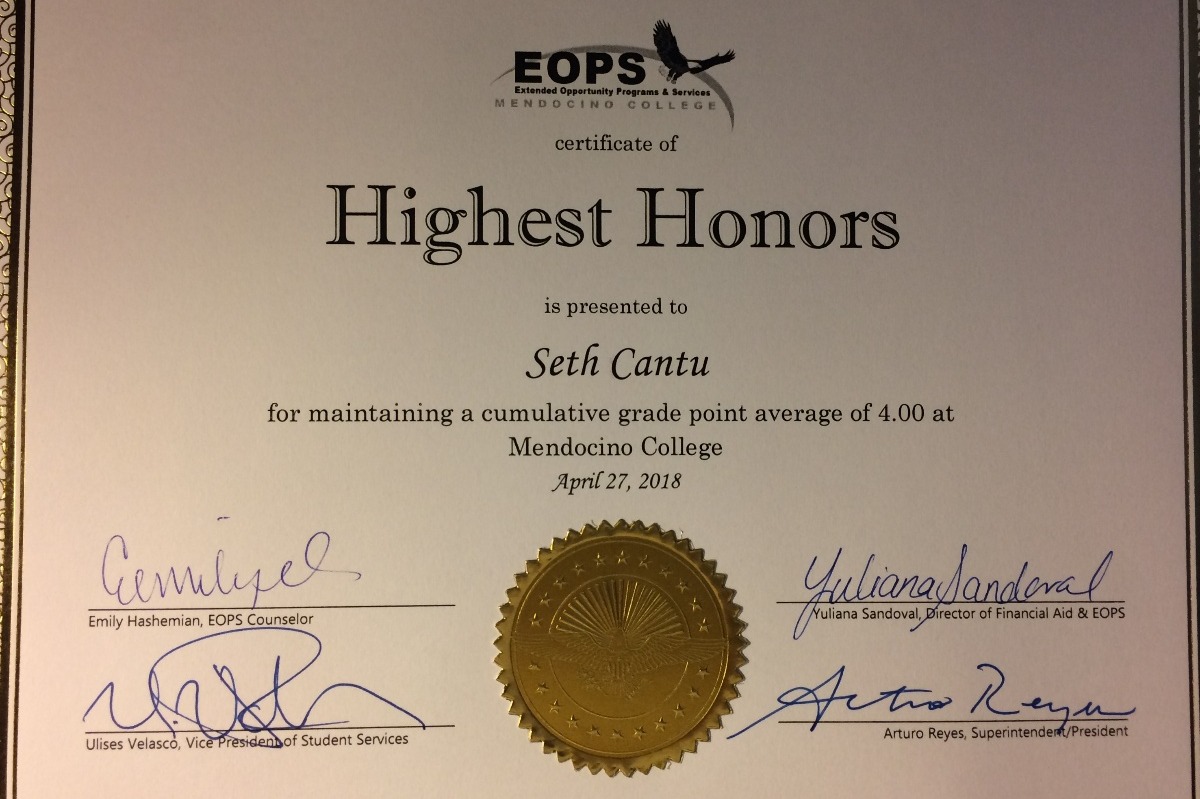 EOPS
Extended Opportunity Programs & Services
MENDOCINO COLLEGE
certificate of
Highest Honors
is presented to
Seth Cantu
for maintaining a cumulative grade point average of 4.00 at
Mendocino College
April 27, 2018
Yuliana Sandoval
Emily Hashemian, EOPS Counselor
Yuliana Sandoval, Director of Financial Aid & EOPS
Arturo Reyes
Ulises Velasco, Vice President of Student Services
Arturo Reyes, Superintendent/President